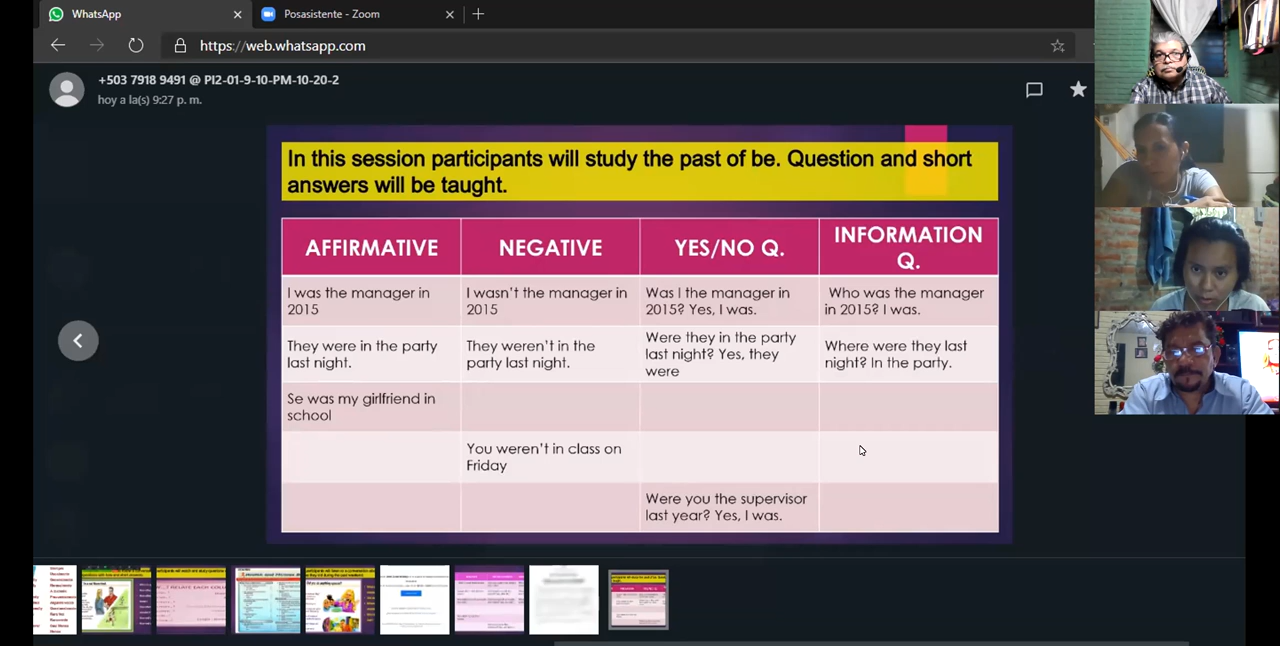 WhatsApp
Posasistente - Zoom
https://web.whatsapp.com
+503 7918 9491 @ PI2-01-9-10-PM-10-20-2
hoy a la(s) 9:27 p. m.
In this session participants will study the past of be. Question and short
answers will be taught.
AFFIRMATIVE
NEGATIVE
YES/NO Q.
INFORMATION
Q.
I was the manager in
2015
I wasn't the manager in
2015
Was I the manager in
2015? Yes, I was.
Who was the manager
in 2015? I was.
They were in the party
last night.
They weren't in the
party last night.
Were they in the party
last night? Yes, they
were
Where were they last
night? In the party.
Se was my girlfriend in
school
You weren't in class on
Friday
Were you the supervisor
last year? Yes, I was.